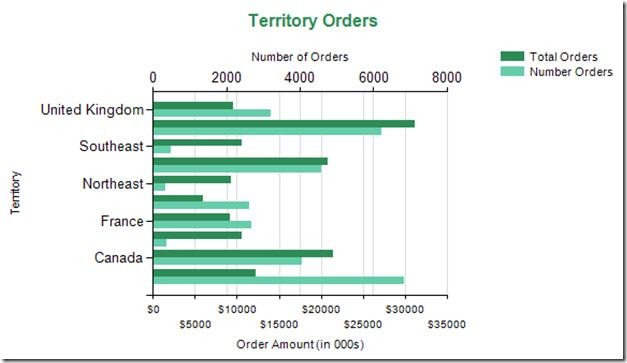 Territory Orders
Number of Orders
0 2000 4000 6000 8000
Total Orders
Number Orders
United Kingdom
Southeast
Northeast
France
Canada
Territory
$0 $10000 $20000 $30000
$5000 $15000 $25000 $35000
Order Amount (in 000s)